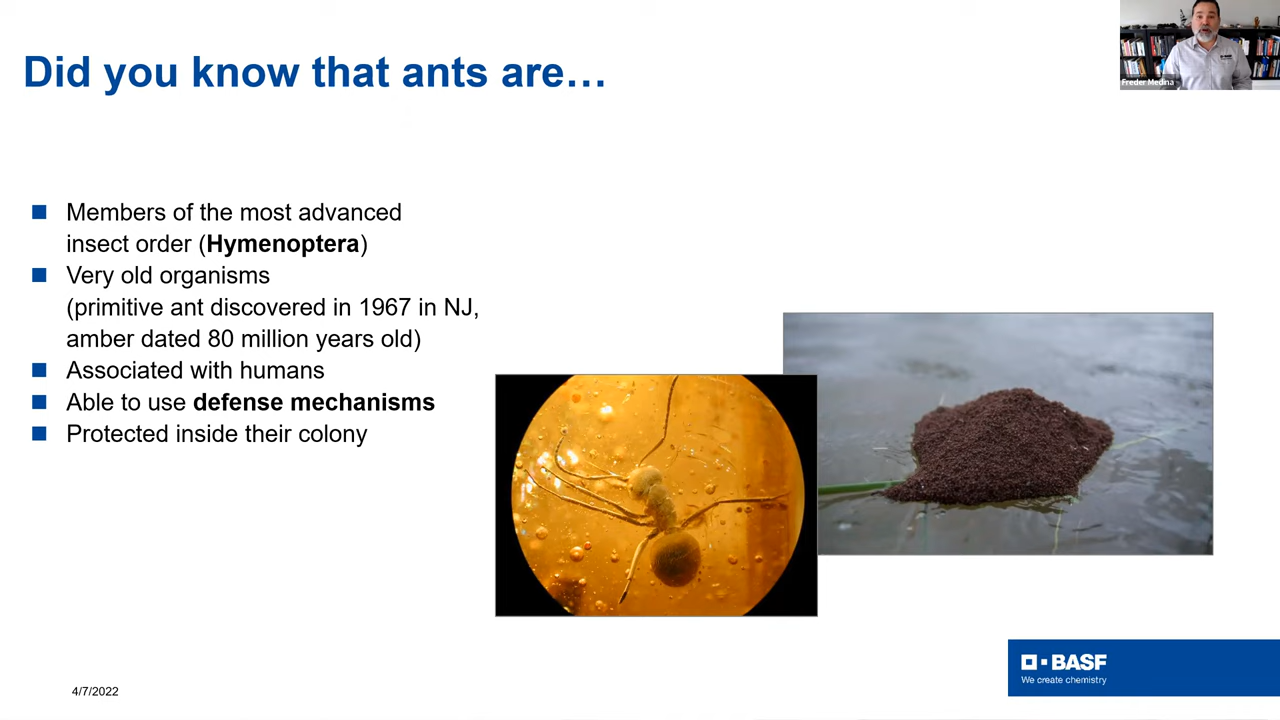 Did you know that ants are…
Freder Medina
Members of the most advanced
insect order (Hymenoptera)
Very old organisms
(primitive ant discovered in 1967 in NJ,
amber dated 80 million years old)
Associated with humans
Able to use defense mechanisms
Protected inside their colony
BASF
We create chemistry
4/7/2022